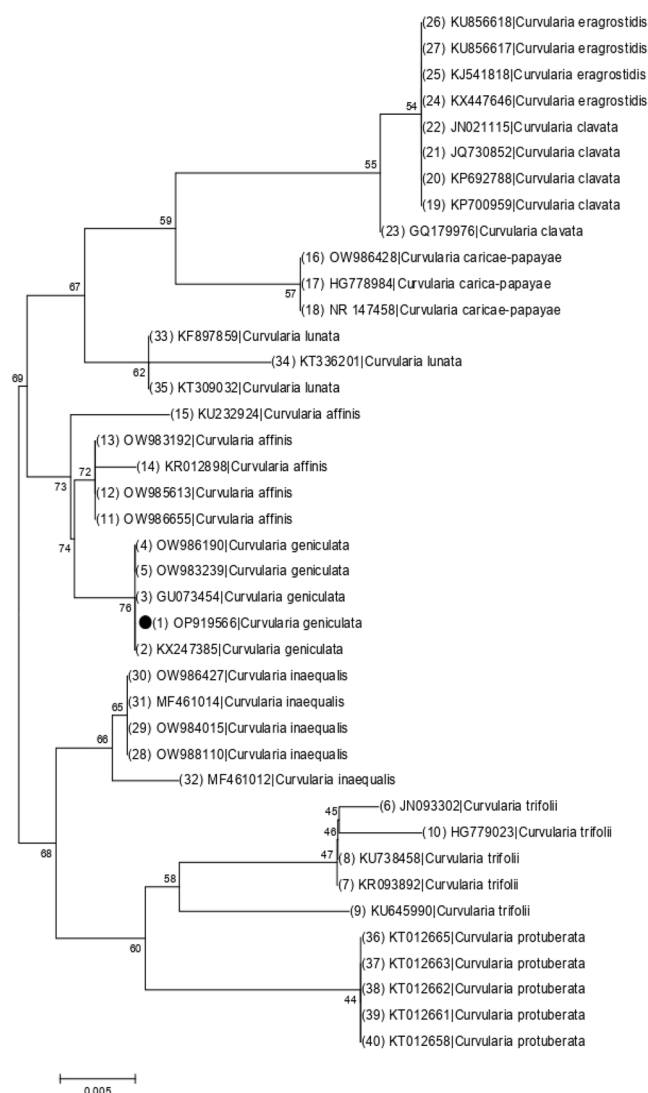 (26) KU856618|Curvularia eragrostidis
(27) KU856617|Curvularia eragrostidis
(25) KJ541818|Curvularia eragrostidis
(24) KX447646|Curvularia eragrostidis
54
(22) JN021115|Curvularia clavata
(21) JQ730852|Curvularia clavata
55
(20) KP692788|Curvularia clavata
(19) KP700959|Curvularia clavata
59
(23) GQ179976|Curvularia clavata
(16) OW986428|Curvularia caricae-papayae
(17) HG778984|Curvularia carica-papayae
57
67
(18) NR 147458|Curvularia caricae-papayae
(33) KF897859|Curvularia lunata
(34) KT336201|Curvularia lunata
62
69
(35) KT309032|Curvularia lunata
(15) KU232924|Curvularia affinis
(13) OW983192|Curvularia affinis
72
(14) KR012898|Curvularia affinis
73
(12) OW985613|Curvularia affinis
(11) OW986655|Curvularia affinis
74
(4) OW986190|Curvularia geniculata
(5) OW983239|Curvularia geniculata
(3) GU073454|Curvularia geniculata
76
(1) OP919566|Curvularia geniculata
(2) KX247385|Curvularia geniculata
(30) OW986427|Curvularia inaequalis
65
(31) MF461014|Curvularia inaequalis
66
(29) OW984015|Curvularia inaequalis
(28) OW988110|Curvularia inaequalis
(32) MF461012|Curvularia inaequalis
45
(6) JN093302|Curvularia trifolii
46
(10) HG779023|Curvularia trifolii
68
47
(8) KU738458|Curvularia trifolii
58
(7) KR093892|Curvularia trifolii
(9) KU645990|Curvularia trifolii
60
(36) KT012665|Curvularia protuberata
(37) KT012663|Curvularia protuberata
(38) KT012662|Curvularia protuberata
44
(39) KT012661|Curvularia protuberata
(40) KT012658|Curvularia protuberata
0.005